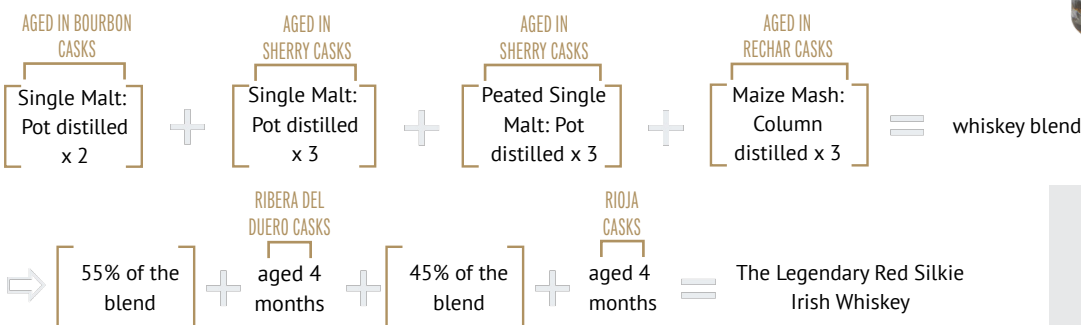 AGED IN BOURBON
CASKS
AGED IN
SHERRY CASKS
AGED IN
SHERRY CASKS
AGED IN
RECHAR CASKS
Single Malt:
Pot distilled
x 2
+
Single Malt:
Pot distilled
x 3
+
Peated Single
Malt: Pot
distilled x 3
+
Maize Mash:
Column
distilled x 3
=
whiskey blend
RIBERA DEL
DUERO CASKS
RIOJA
CASKS
55% of the
blend
+
aged 4
months
+
45% of the
blend
+
aged 4
months
=
The Legendary Red Silkie
Irish Whiskey